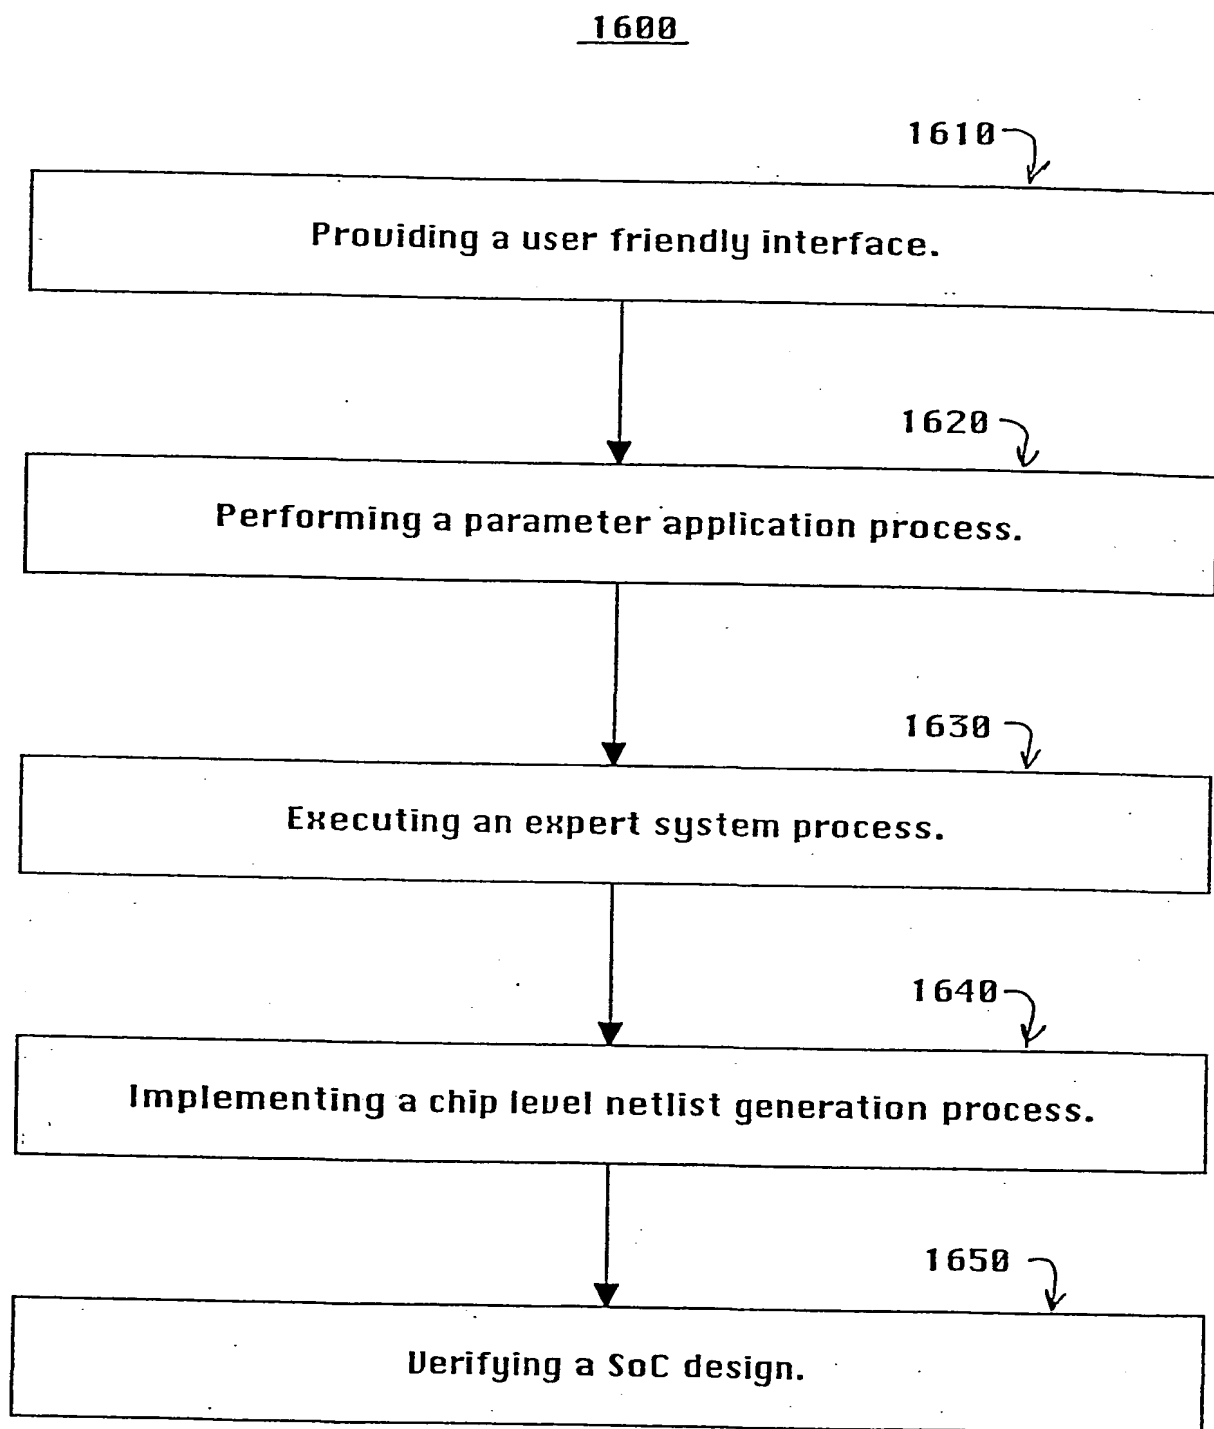 1600
1610
Providing a user friendly interface.
1620
Performing a parameter application process.
1630
Executing an expert system process.
1640
Implementing a chip level netlist generation process.
1650
Verifying a SoC design.